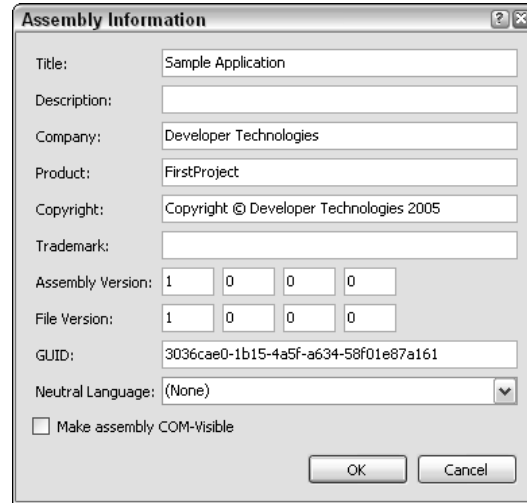 Assembly Information
Title: Sample Application
Description:
Company: Developer Technologies
Product: FirstProject
Copyright: Copyright © Developer Technologies 2005
Trademark:
Assembly Version: 1 0 0 0
File Version: 1 0 0 0
GUID: 3036cae0-1b15-4a5f-a634-58f01e87a161
Neutral Language: (None)
Make assembly COM-Visible
OK Cancel